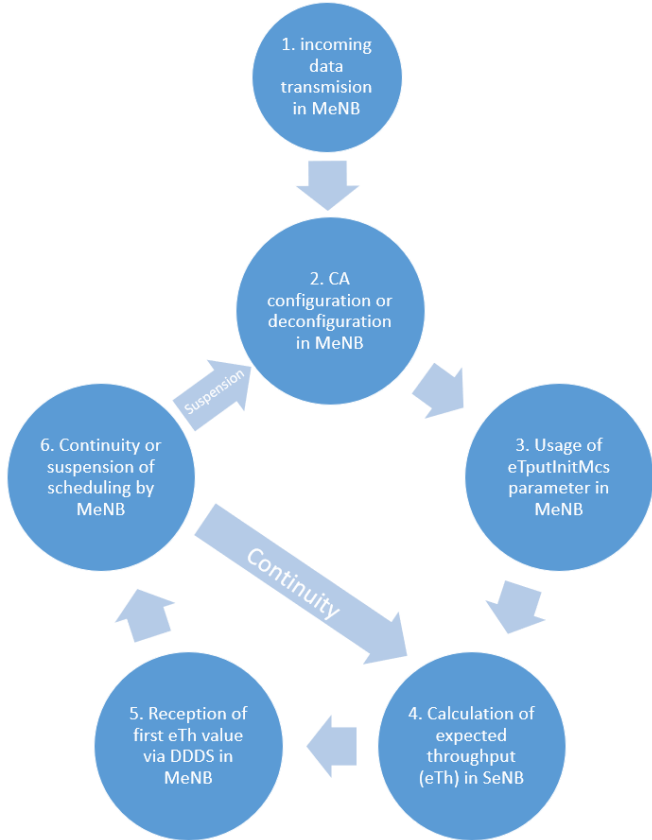 1. incoming
data
transmision
in MeNB
2. CA
configuration or
deconfiguration
in MeNB
Suspension
6. Continuity or
suspension of
scheduling by
MeNB
3. Usage of
eTputInitMcs
parameter in
MeNB
Continuity
5. Reception of
first eTh value
via DDDS in
MeNB
4. Calculation of
expected
throughput
(eTh) in SeNB